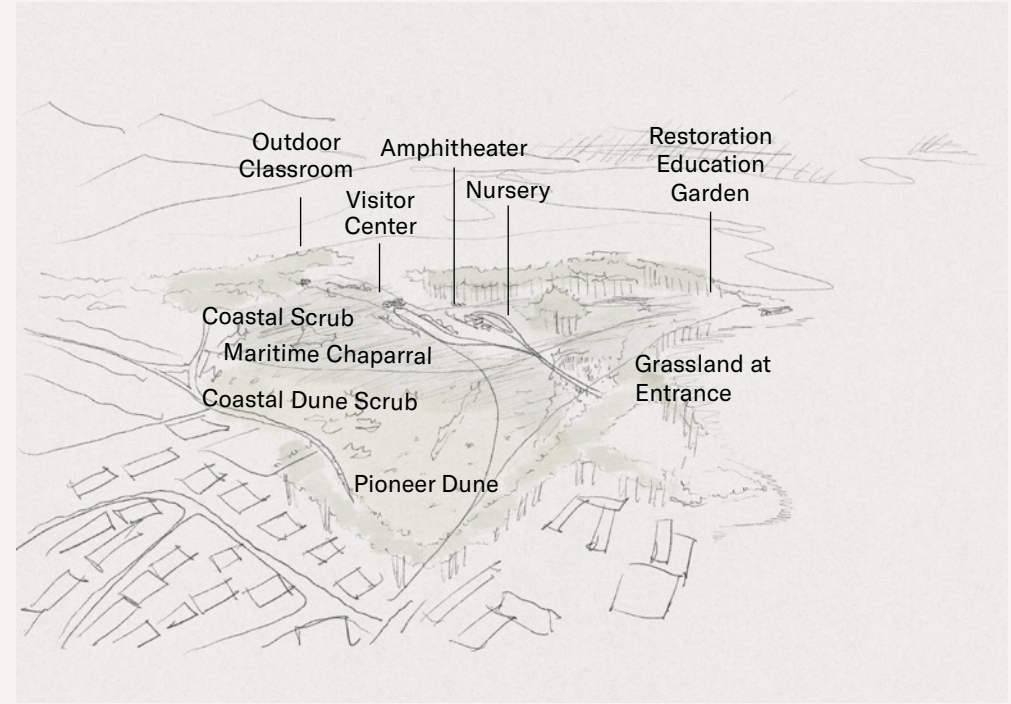 Outdoor
Classroom
Amphitheater
Restoration
Education
Garden
Visitor
Center
Nursery
Coastal Scrub
Maritime Chaparral
Coastal Dune Scrub
Grassland at
Entrance
Pioneer Dune